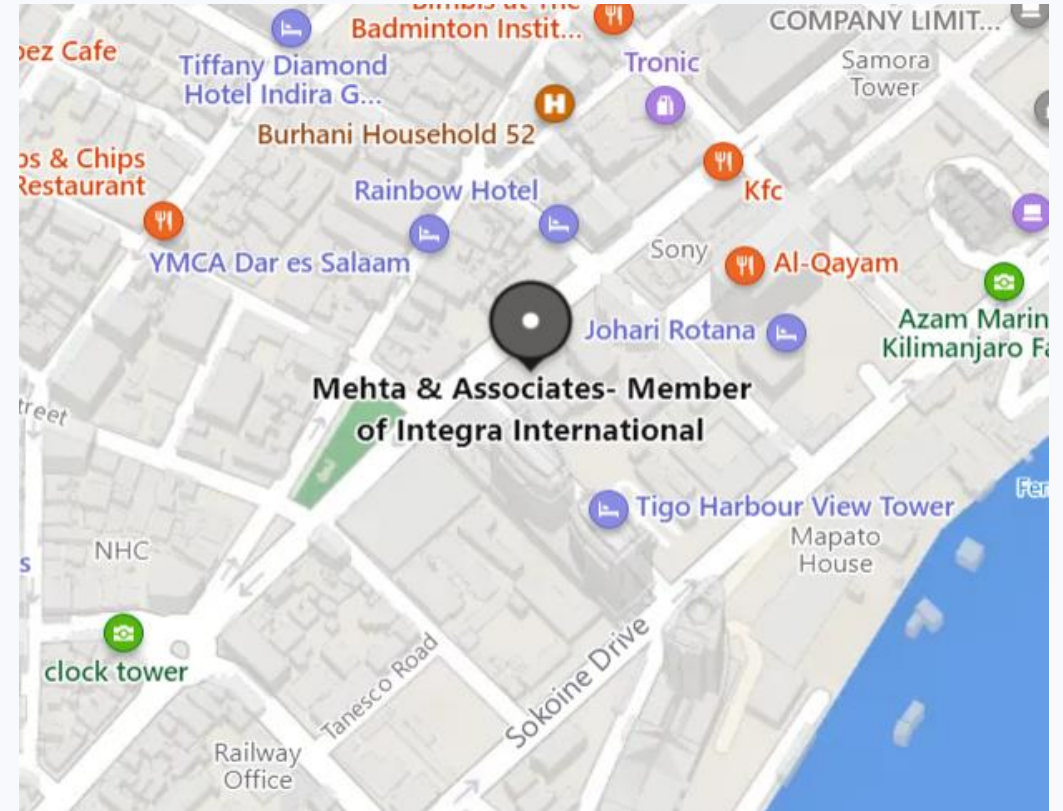 Badminton Instit...
COMPANY LIMIT...
Cafe
Tiffany Diamond
Hotel Indira G...
Tronic
Samora
Tower
Burhani Household 52
& Chips
Restaurant
Rainbow Hotel
Kfc
YMCA Dar es Salaam
Sony
Al-Qayam
Johari Rotana
Azam Marin
Kilimanjaro
Mehta & Associates- Member
of Integra International
Tigo Harbour View Tower
Mapato
House
NHC
clock tower
Tanesco Road
Sokoine Drive
Railway
Office